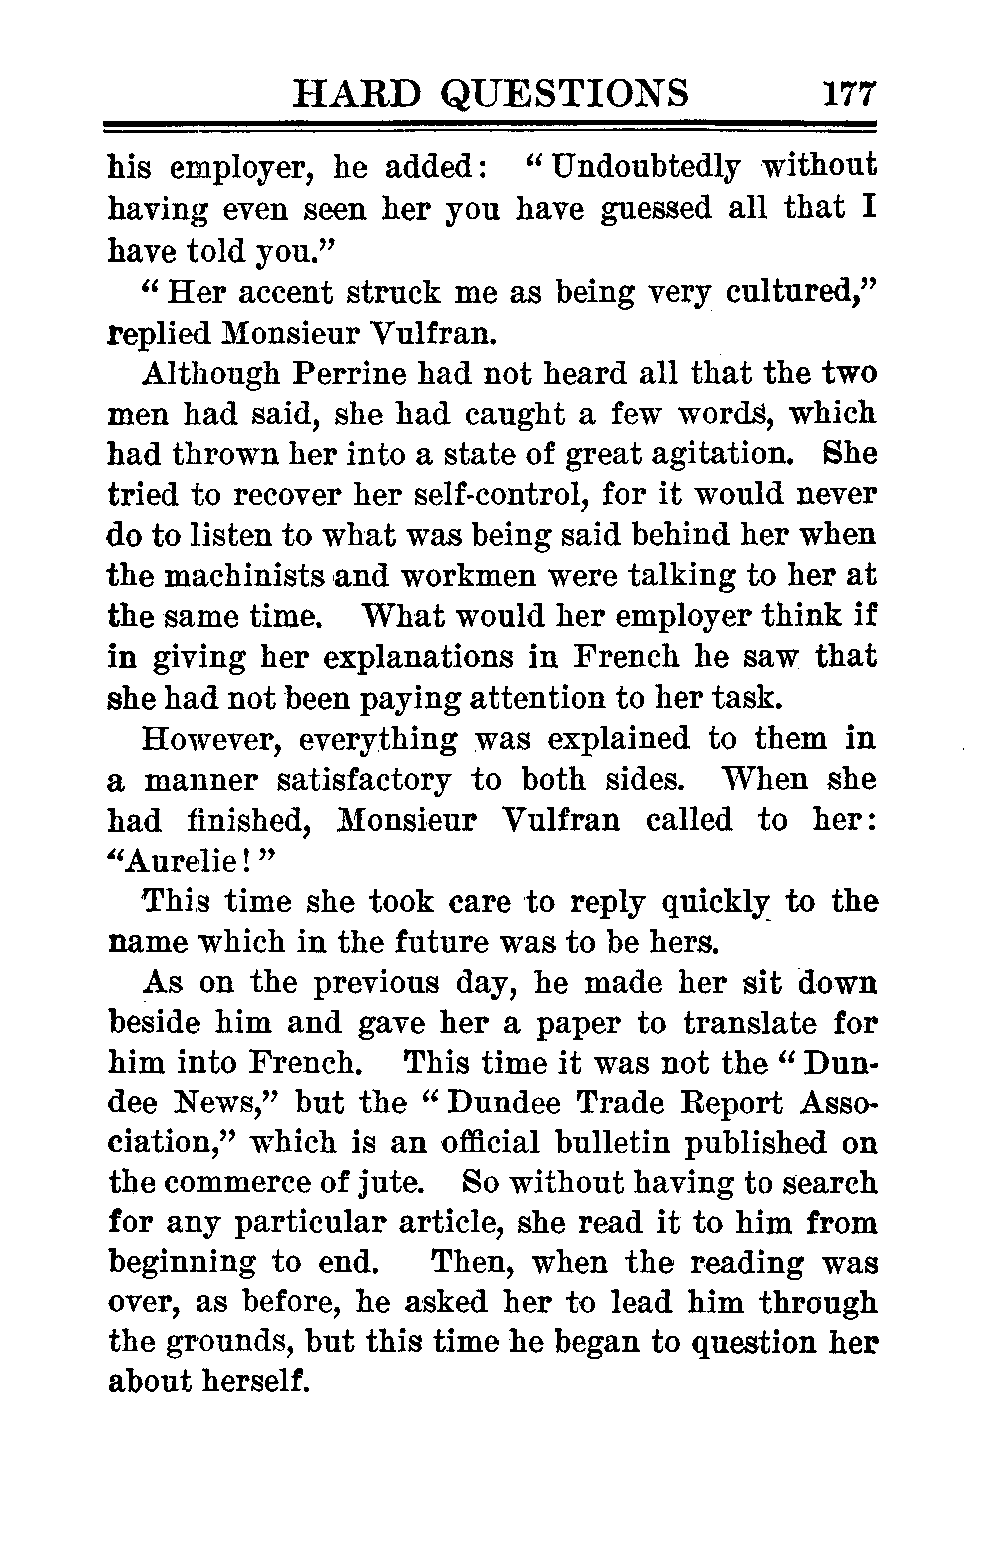 HARD QUESTIONS 177
his employer, he added: “Undoubtedly without
having even seen her you have guessed all that I
have told you.”
“Her accent struck me as being very cultured,”
replied Monsieur Vulfran.
Although Perrine had not heard all that the two
men had said, she had caught a few words, which
had thrown her into a state of great agitation. She
tried to recover her self-control, for it would never
do to listen to what was being said behind her when
the machinists and workmen were talking to her at
the same time. What would her employer think if
in giving her explanations in French he saw that
she had not been paying attention to her task.
However, everything was explained to them in
a manner satisfactory to both sides. When she
had finished, Monsieur Vulfran called to her:
“Aurelie!”
This time she took care to reply quickly to the
name which in the future was to be hers.
As on the previous day, he made her sit down
beside him and gave her a paper to translate for
him into French. This time it was not the “Dun-
dee News,” but the “Dundee Trade Report Asso-
ciation,” which is an official bulletin published on
the commerce of jute. So without having to search
for any particular article, she read it to him from
beginning to end. Then, when the reading was
over, as before, he asked her to lead him through
the grounds, but this time he began to question her
about herself.